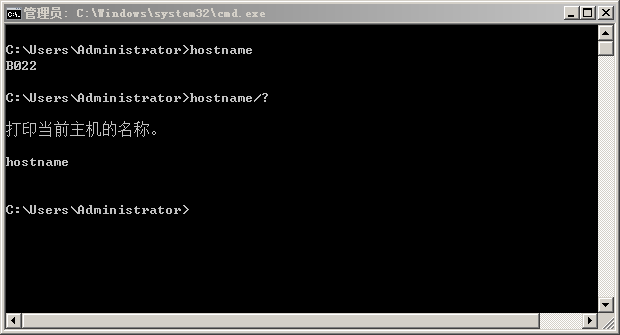 管理员: C:\Windows\system32\cmd.exe
C:\Users\Administrator>hostname
B022
C:\Users\Administrator>hostname/?
打印当前主机的名称。
hostname
C:\Users\Administrator>